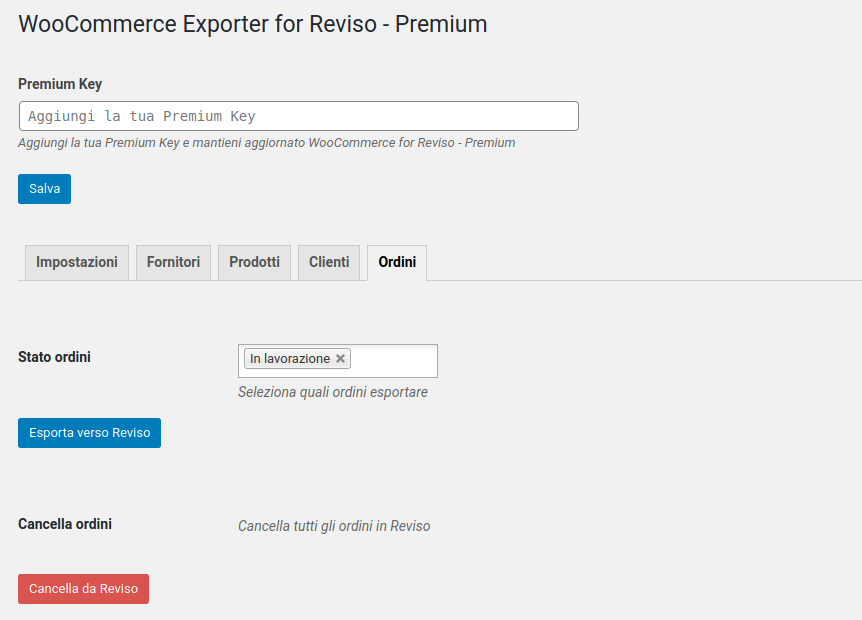 WooCommerce Exporter for Reviso - Premium
Premium Key
Aggiungi la tua Premium Key
Aggiungi la tua Premium Key e mantieni aggiornato WooCommerce for Reviso - Premium
Salva
Impostazioni Fornitori Prodotti Clienti Ordini
Stato ordini In lavorazione ×
Seleziona quali ordini esportare
Esporta verso Reviso
Cancella ordini Cancella tutti gli ordini in Reviso
Cancella da Reviso